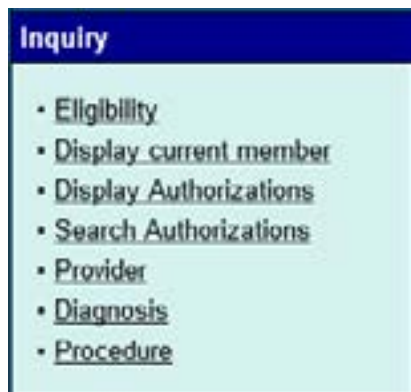 Inquiry
• Eligibility
• Display current member
• Display Authorizations
• Search Authorizations
• Provider
• Diagnosis
• Procedure